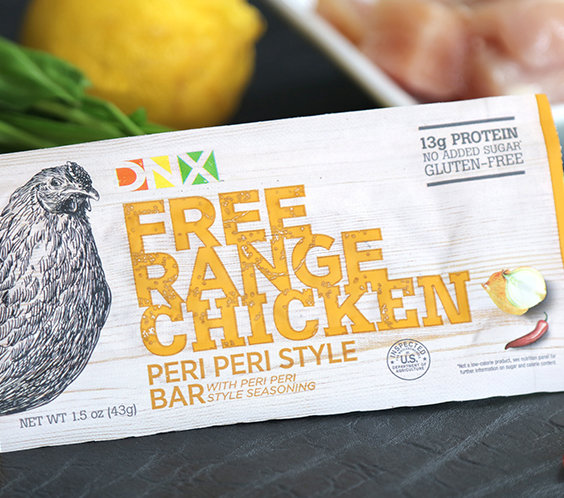 DNX
13g PROTEIN
NO ADDED SUGAR*
GLUTEN-FREE
FREE
RANGE
CHICKEN
PERI PERI STYLE
BAR WITH PERI PERI
STYLE SEASONING
INSPECTED
U.S.
DEPARTMENT OF
AGRICULTURE
*Not a low-calorie product, see nutrition panel for
further information on sugar and calorie content.
NET WT 1.5 oz (43g)